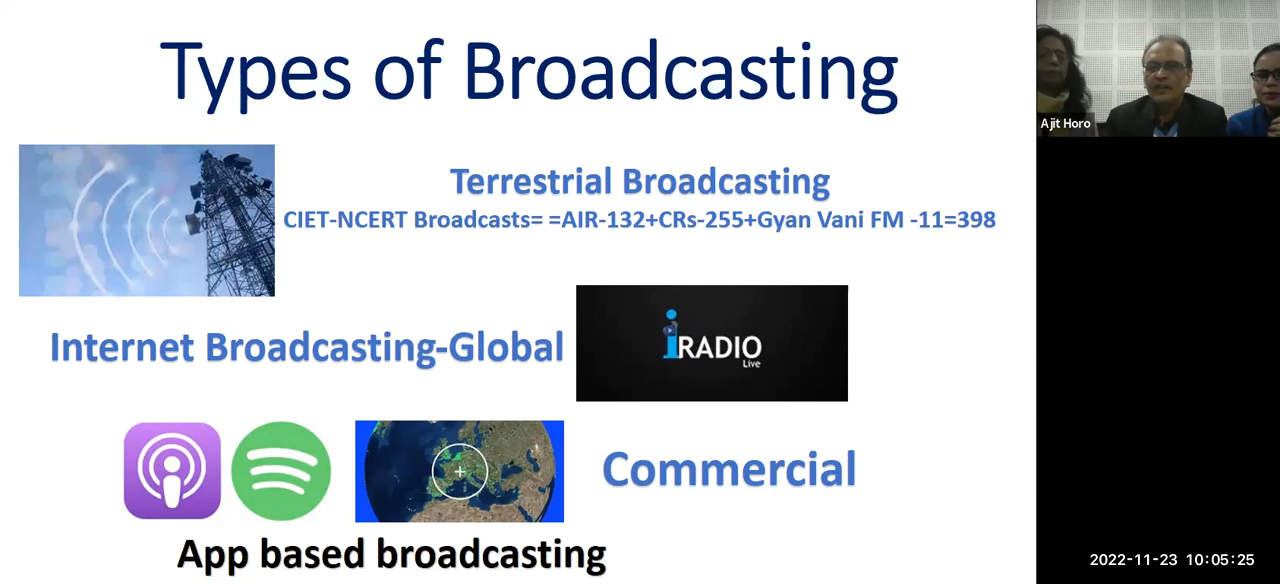 Types of Broadcasting
Ajit Horo
Terrestrial Broadcasting
CIET-NCERT Broadcasts= =AIR-132+CRs-255+Gyan Vani FM -11=398
Internet Broadcasting-Global
iRADIO
Live
Commercial
App based broadcasting
2022-11-23 10:05:25